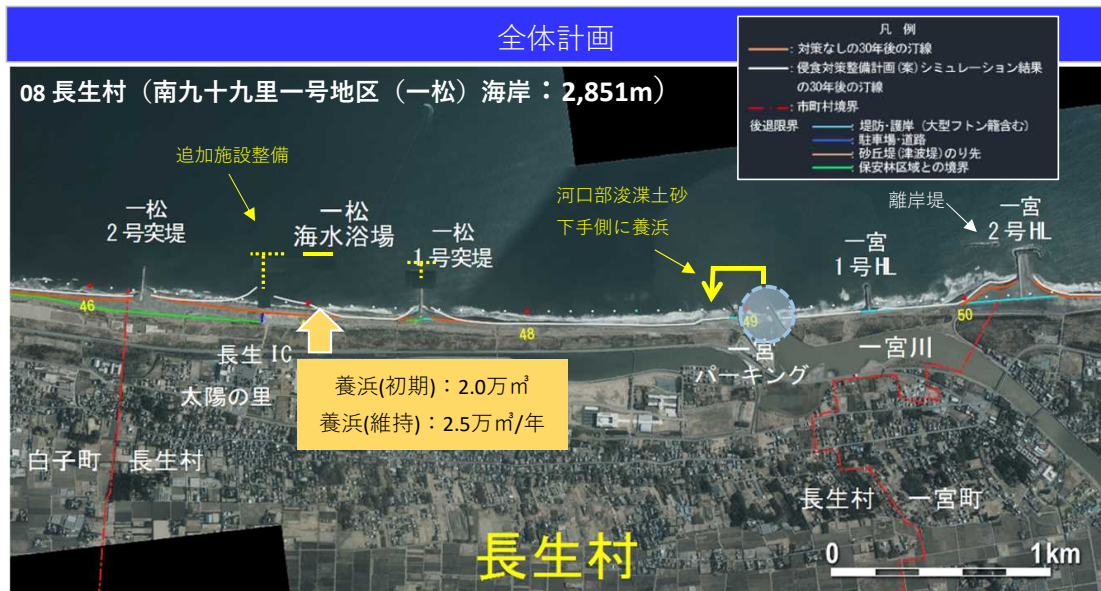 全体計画
凡 例
: 対策なしの30年後の汀線
: 侵食対策整備計画(案)シミュレーション結果
の30年後の汀線
: 市町村境界
後退限界
: 堤防・護岸 (大型フトン籠含む)
: 駐車場・道路
: 砂丘堤(津波堤)のり先
: 保安林区域との境界
08 長生村（南九十九里一号地区（一松）海岸：2,851m）
追加施設整備
河口部浚渫土砂
下手側に養浜
離岸堤
一松
2号突堤
一松
海水浴場
一松
1号突堤
一宮
1号HL
一宮
2号HL
46
48
49
50
長生IC
太陽の里
一宮
パーキング
一宮川
養浜(初期)：2.0万㎥
養浜(維持)：2.5万㎥/年
白子町
長生村
長生村
一宮町
長生村
0
1km